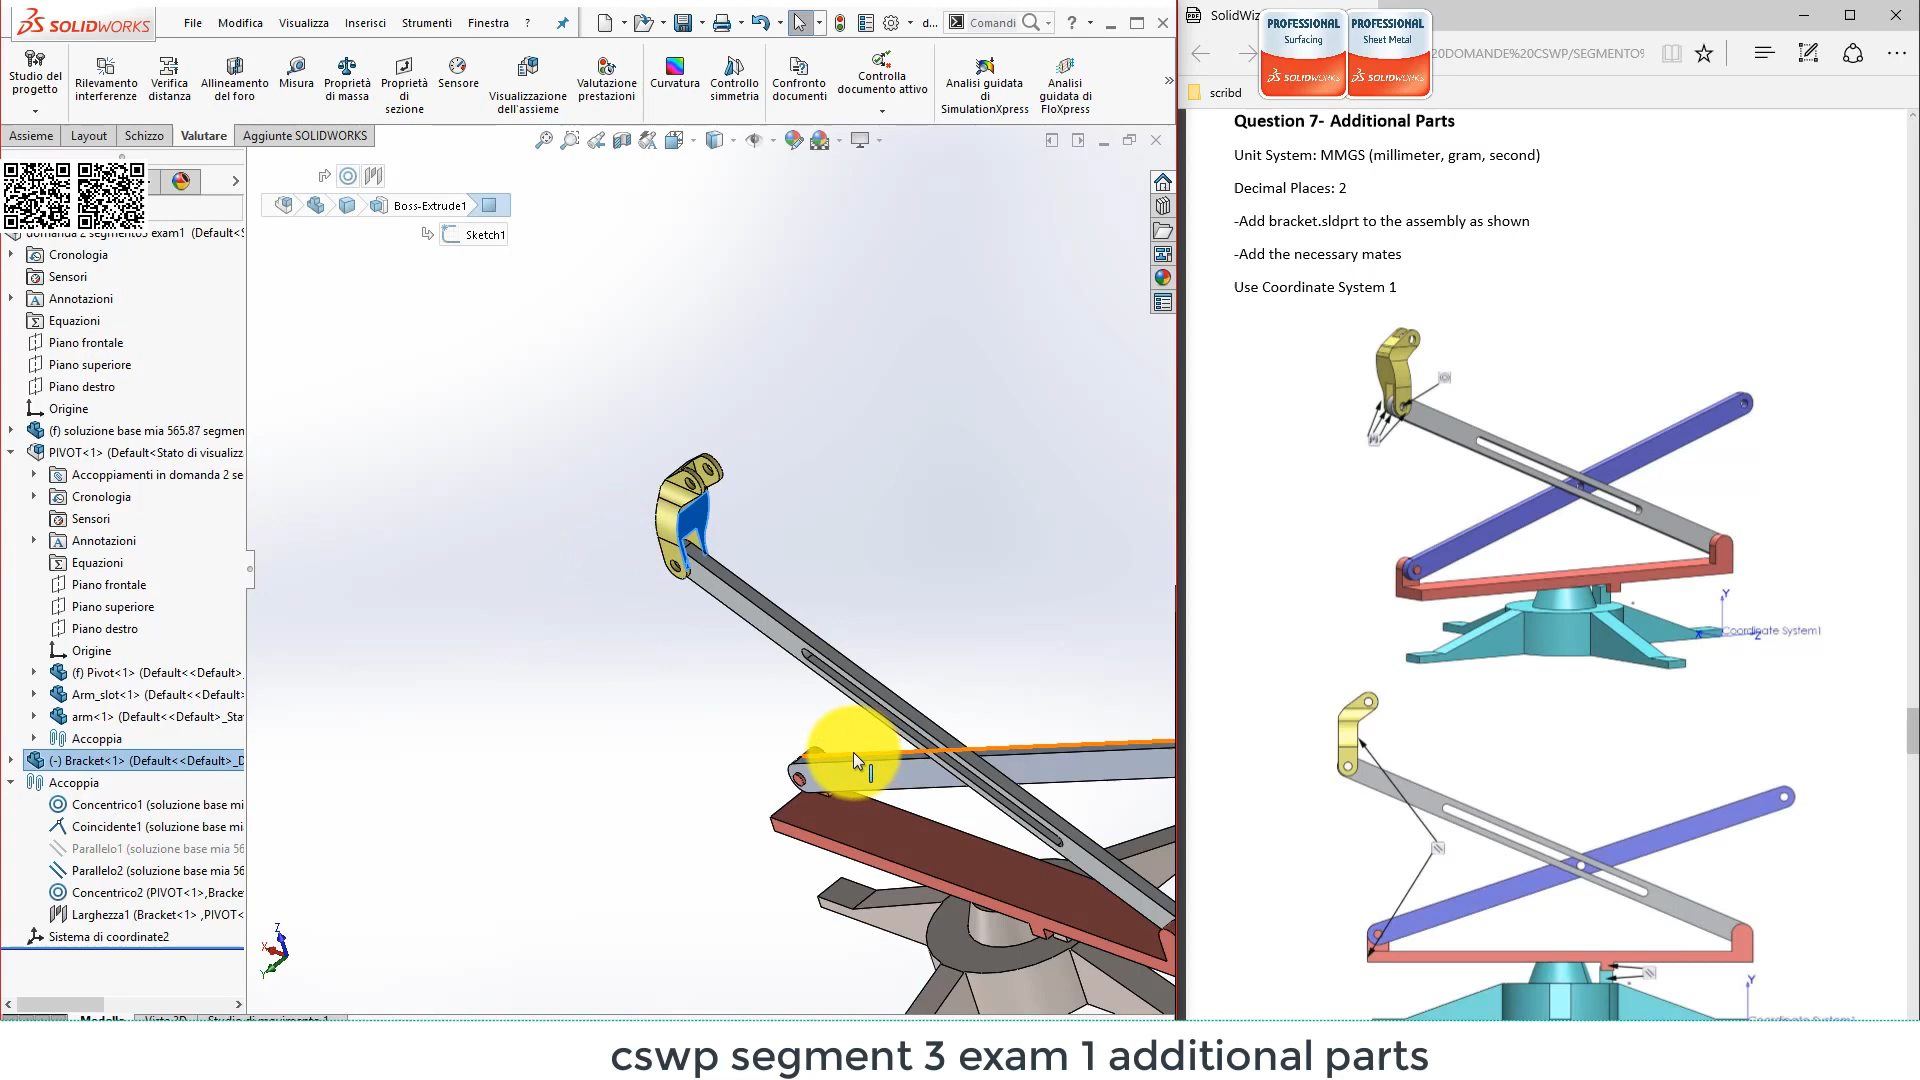 SOLIDWORKS
File
Modifica
Visualizza
Inserisci
Strumenti
Finestra
?
d...
Comandi
?
Studio del
progetto
Rilevamento
interferenze
Verifica
distanza
Allineamento
del foro
Misura
Proprietà
di massa
Proprietà
di
sezione
Sensore
Visualizzazione
dell'assieme
Valutazione
prestazioni
Curvatura
Controllo
simmetria
Confronto
documenti
Controlla
documento attivo
Analisi guidata
di
SimulationXpress
Analisi
guidata di
FloXpress
Assieme
Layout
Schizzo
Valutare
Aggiunte SOLIDWORKS
Boss-Extrude1
Sketch1
domanda 2 segmento3 exam1 (Default<S
Cronologia
Sensori
Annotazioni
Equazioni
Piano frontale
Piano superiore
Piano destro
Origine
(f) soluzione base mia 565.87 segmen
PIVOT<1> (Default<Stato di visualizz
Accoppiamenti in domanda 2 se
Cronologia
Sensori
Annotazioni
Equazioni
Piano frontale
Piano superiore
Piano destro
Origine
(f) Pivot<1> (Default<<Default>_
Arm_slot<1> (Default<<Default>
arm<1> (Default<<Default>_Sta
Accoppia
(-) Bracket<1> (Default<<Default>_D
Accoppia
Concentrico1 (soluzione base mi
Coincidente1 (soluzione base mi
Parallelo1 (soluzione base mia 56
Parallelo2 (soluzione base mia 56
Concentrico2 (PIVOT<1>,Bracke
Larghezza1 (Bracket<1> ,PIVOT<
Sistema di coordinate2
Z
X
Y
SolidWiz
PROFESSIONAL
Surfacing
SOLIDWORKS
PROFESSIONAL
Sheet Metal
SOLIDWORKS
20DOMANDE%20CSWP/SEGMENTO%
scribd
Question 7- Additional Parts
Unit System: MMGS (millimeter, gram, second)
Decimal Places: 2
-Add bracket.sldprt to the assembly as shown
-Add the necessary mates
Use Coordinate System 1
Y
X
Z
Coordinate System1
Y
cswp segment 3 exam 1 additional parts